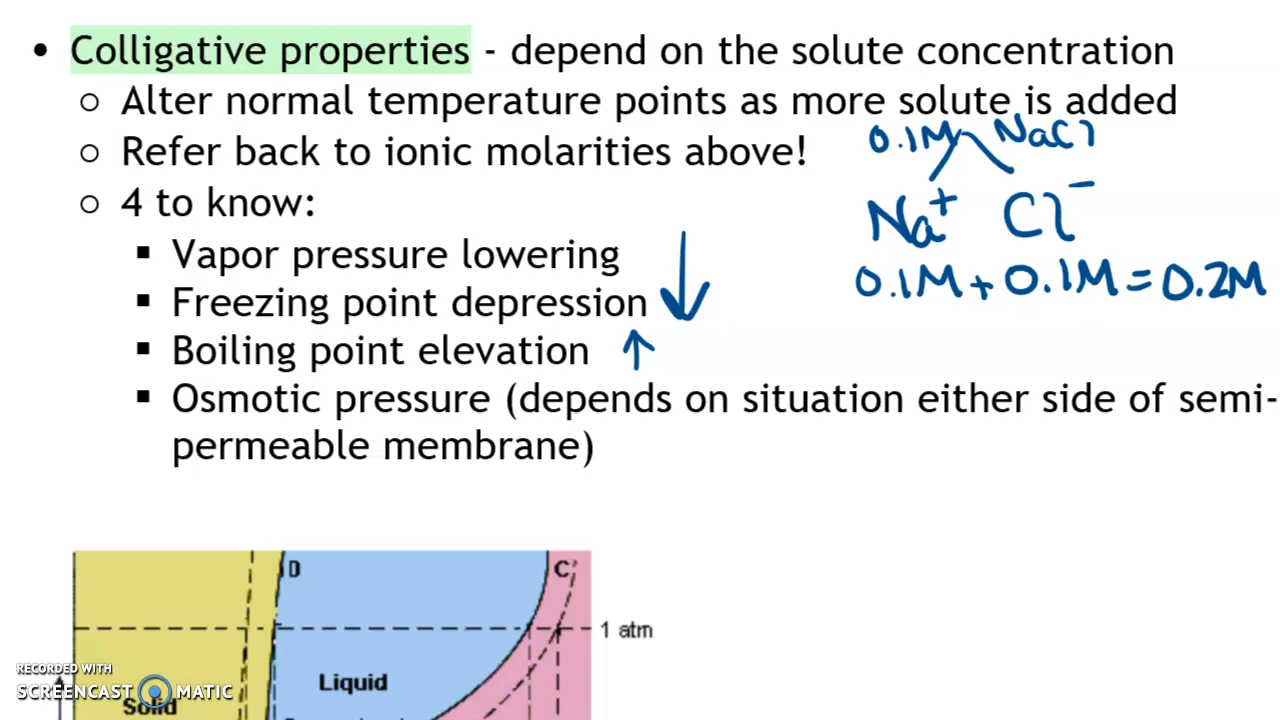 • Colligative properties - depend on the solute concentration
○ Alter normal temperature points as more solute is added
0.1M NaCl
○ Refer back to ionic molarities above!
○ 4 to know:
Na⁺ Cl⁻
▪ Vapor pressure lowering
0.1M + 0.1M = 0.2M
▪ Freezing point depression ↓
▪ Boiling point elevation ↑
▪ Osmotic pressure (depends on situation either side of semi-
permeable membrane)
D
C'
1 atm
RECORDED WITH
SCREENCAST MATIC
Liquid
Solid